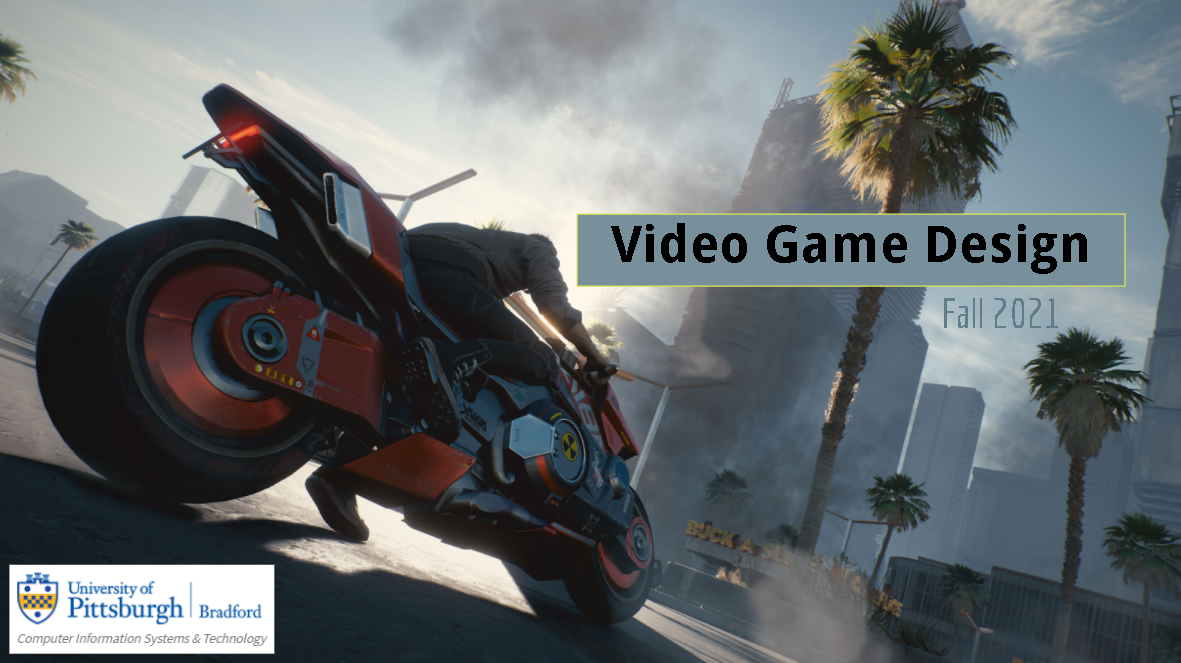 Video Game Design
Fall 2021
University of
Pittsburgh
Bradford
Computer Information Systems & Technology